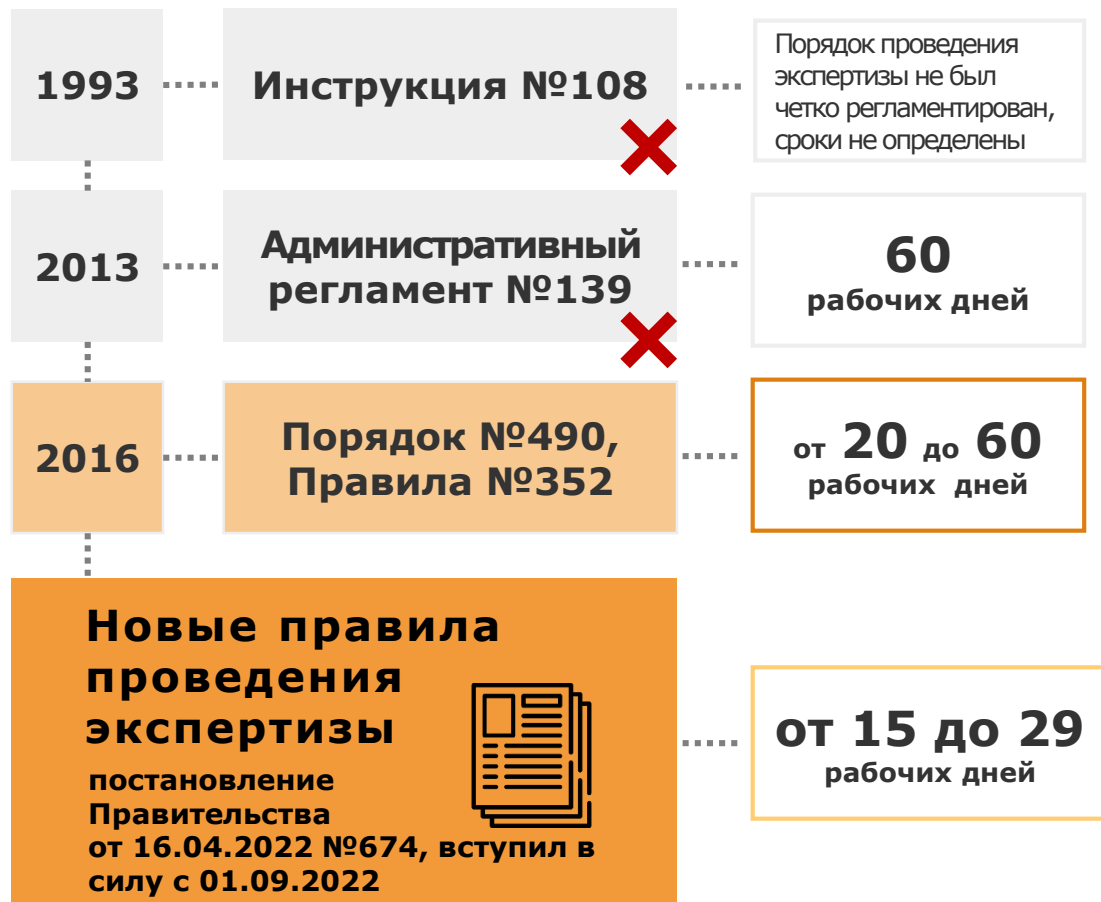 1993
Инструкция №108
Порядок проведения
экспертизы не был
четко регламентирован,
сроки не определены
2013
Административный
регламент №139
60
рабочих дней
2016
Порядок №490,
Правила №352
от 20 до 60
рабочих дней
Новые правила
проведения
экспертизы
постановление
Правительства
от 16.04.2022 №674, вступил в
силу с 01.09.2022
от 15 до 29
рабочих дней